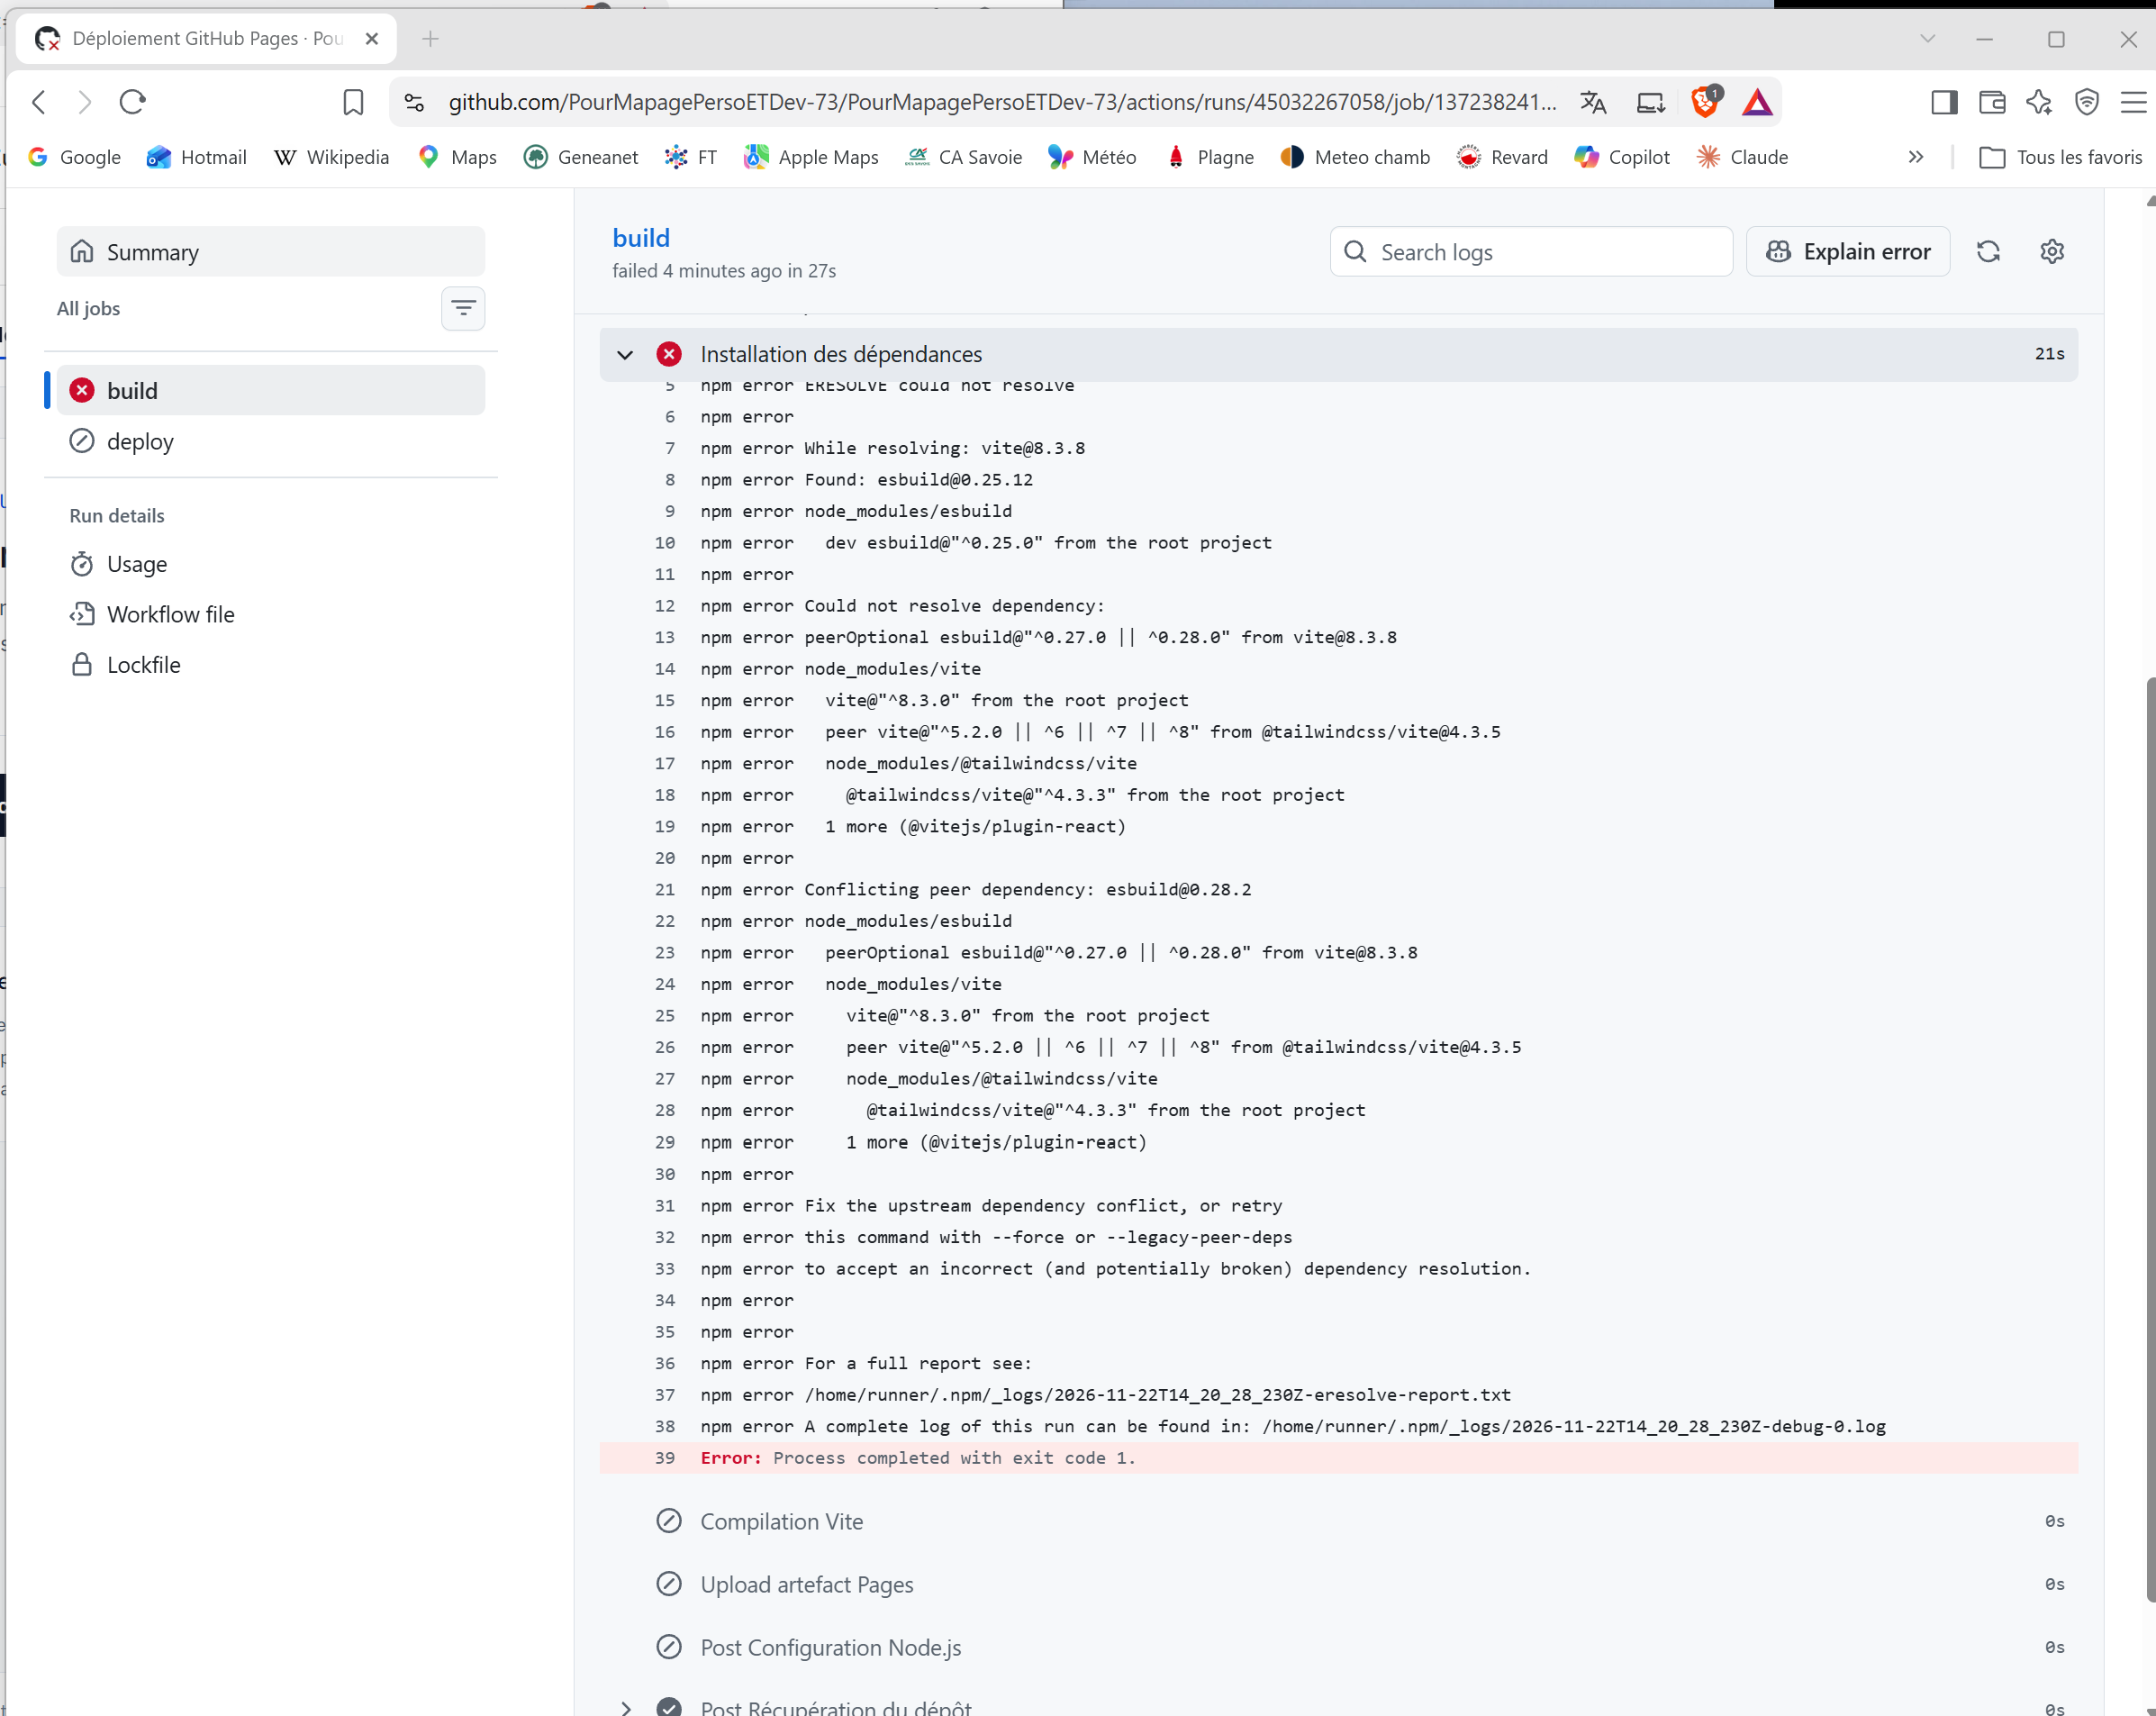 Déploiement GitHub Pages · Pou
github.com/PourMapagePersoETDev-73/PourMapagePersoETDev-73/actions/runs/45032267058/job/137238241...
1
Google Hotmail Wikipedia Maps Geneanet FT Apple Maps CA Savoie Météo Plagne Meteo chamb Revard Copilot Claude » Tous les favoris
Summary
All jobs
build
deploy
Run details
Usage
Workflow file
Lockfile
build
failed 4 minutes ago in 27s
Search logs
Explain error
Installation des dépendances 21s
5 npm error ERESOLVE could not resolve
6 npm error
7 npm error While resolving: vite@8.3.8
8 npm error Found: esbuild@0.25.12
9 npm error node_modules/esbuild
10 npm error   dev esbuild@"^0.25.0" from the root project
11 npm error
12 npm error Could not resolve dependency:
13 npm error peerOptional esbuild@"^0.27.0 || ^0.28.0" from vite@8.3.8
14 npm error node_modules/vite
15 npm error   vite@"^8.3.0" from the root project
16 npm error   peer vite@"^5.2.0 || ^6 || ^7 || ^8" from @tailwindcss/vite@4.3.5
17 npm error   node_modules/@tailwindcss/vite
18 npm error     @tailwindcss/vite@"^4.3.3" from the root project
19 npm error   1 more (@vitejs/plugin-react)
20 npm error
21 npm error Conflicting peer dependency: esbuild@0.28.2
22 npm error node_modules/esbuild
23 npm error   peerOptional esbuild@"^0.27.0 || ^0.28.0" from vite@8.3.8
24 npm error   node_modules/vite
25 npm error     vite@"^8.3.0" from the root project
26 npm error     peer vite@"^5.2.0 || ^6 || ^7 || ^8" from @tailwindcss/vite@4.3.5
27 npm error     node_modules/@tailwindcss/vite
28 npm error       @tailwindcss/vite@"^4.3.3" from the root project
29 npm error     1 more (@vitejs/plugin-react)
30 npm error
31 npm error Fix the upstream dependency conflict, or retry
32 npm error this command with --force or --legacy-peer-deps
33 npm error to accept an incorrect (and potentially broken) dependency resolution.
34 npm error
35 npm error
36 npm error For a full report see:
37 npm error /home/runner/.npm/_logs/2026-11-22T14_20_28_230Z-eresolve-report.txt
38 npm error A complete log of this run can be found in: /home/runner/.npm/_logs/2026-11-22T14_20_28_230Z-debug-0.log
39 Error: Process completed with exit code 1.
Compilation Vite 0s
Upload artefact Pages 0s
Post Configuration Node.js 0s
Post Récupération du dépôt 0s